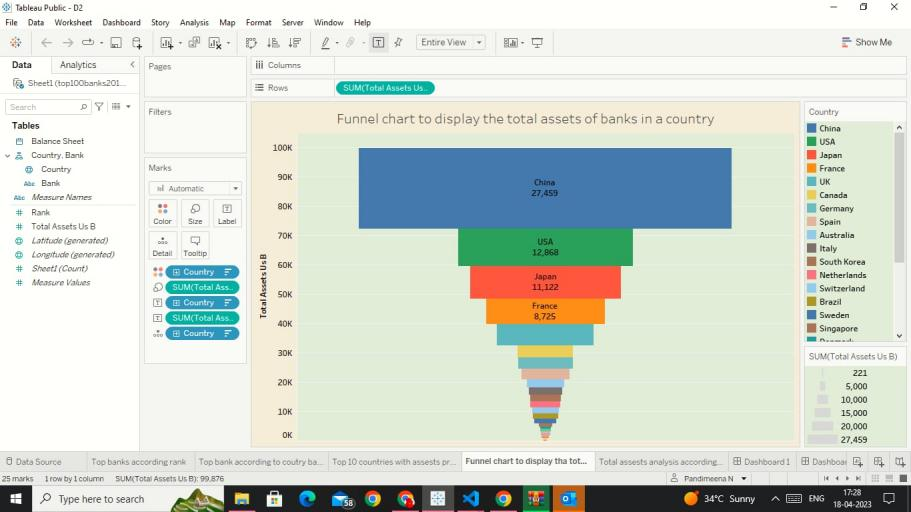 Tableau Public - D2
File Data Worksheet Dashboard Story Analysis Map Format Server Window Help
Entire View
Show Me
Data Analytics
Sheet1 (top100banks201...
Search
Tables
Balance Sheet
Country, Bank
Country
Abc Bank
Abc Measure Names
Rank
Total Assets Us B
Latitude (generated)
Longitude (generated)
Sheet1 (Count)
Measure Values
Pages
Filters
Marks
Automatic
Color Size Label
Detail Tooltip
Country
SUM(Total Ass..
Country
SUM(Total Ass..
Country
Columns
Rows SUM(Total Assets Us..
Funnel chart to display the total assets of banks in a country
Total Assets Us B
100K
90K
80K
70K
60K
50K
40K
30K
20K
10K
0K
China
27,459
USA
12,868
Japan
11,122
France
8,725
Country
China
USA
Japan
France
UK
Canada
Germany
Spain
Australia
Italy
South Korea
Netherlands
Switzerland
Brazil
Sweden
Singapore
Denmark
SUM(Total Assets Us B)
221
5,000
10,000
15,000
20,000
27,459
Data Source Top banks according rank Top bank according to coutry ba... Top 10 countries with assests pr... Funnel chart to display tha tot... Total assests analysis according... Dashboard 1 Dashboar
25 marks 1 row by 1 column SUM(Total Assets Us B): 99,876 Pandimeena N
Type here to search
58
34°C Sunny
ENG
17:28
18-04-2023